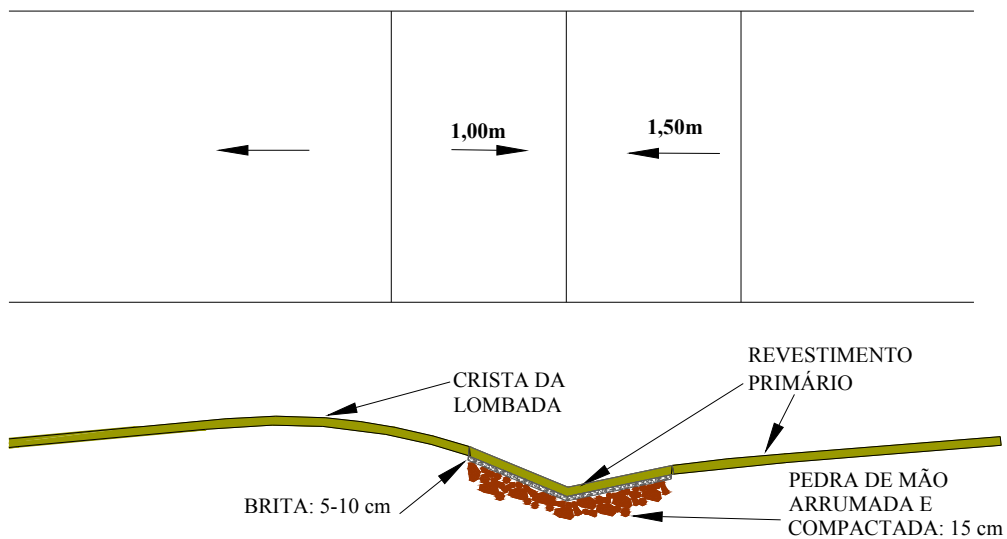 1,00m
1,50m
CRISTA DA
LOMBADA
REVESTIMENTO
PRIMÁRIO
BRITA: 5-10 cm
PEDRA DE MÃO
ARRUMADA E
COMPACTADA: 15 cm